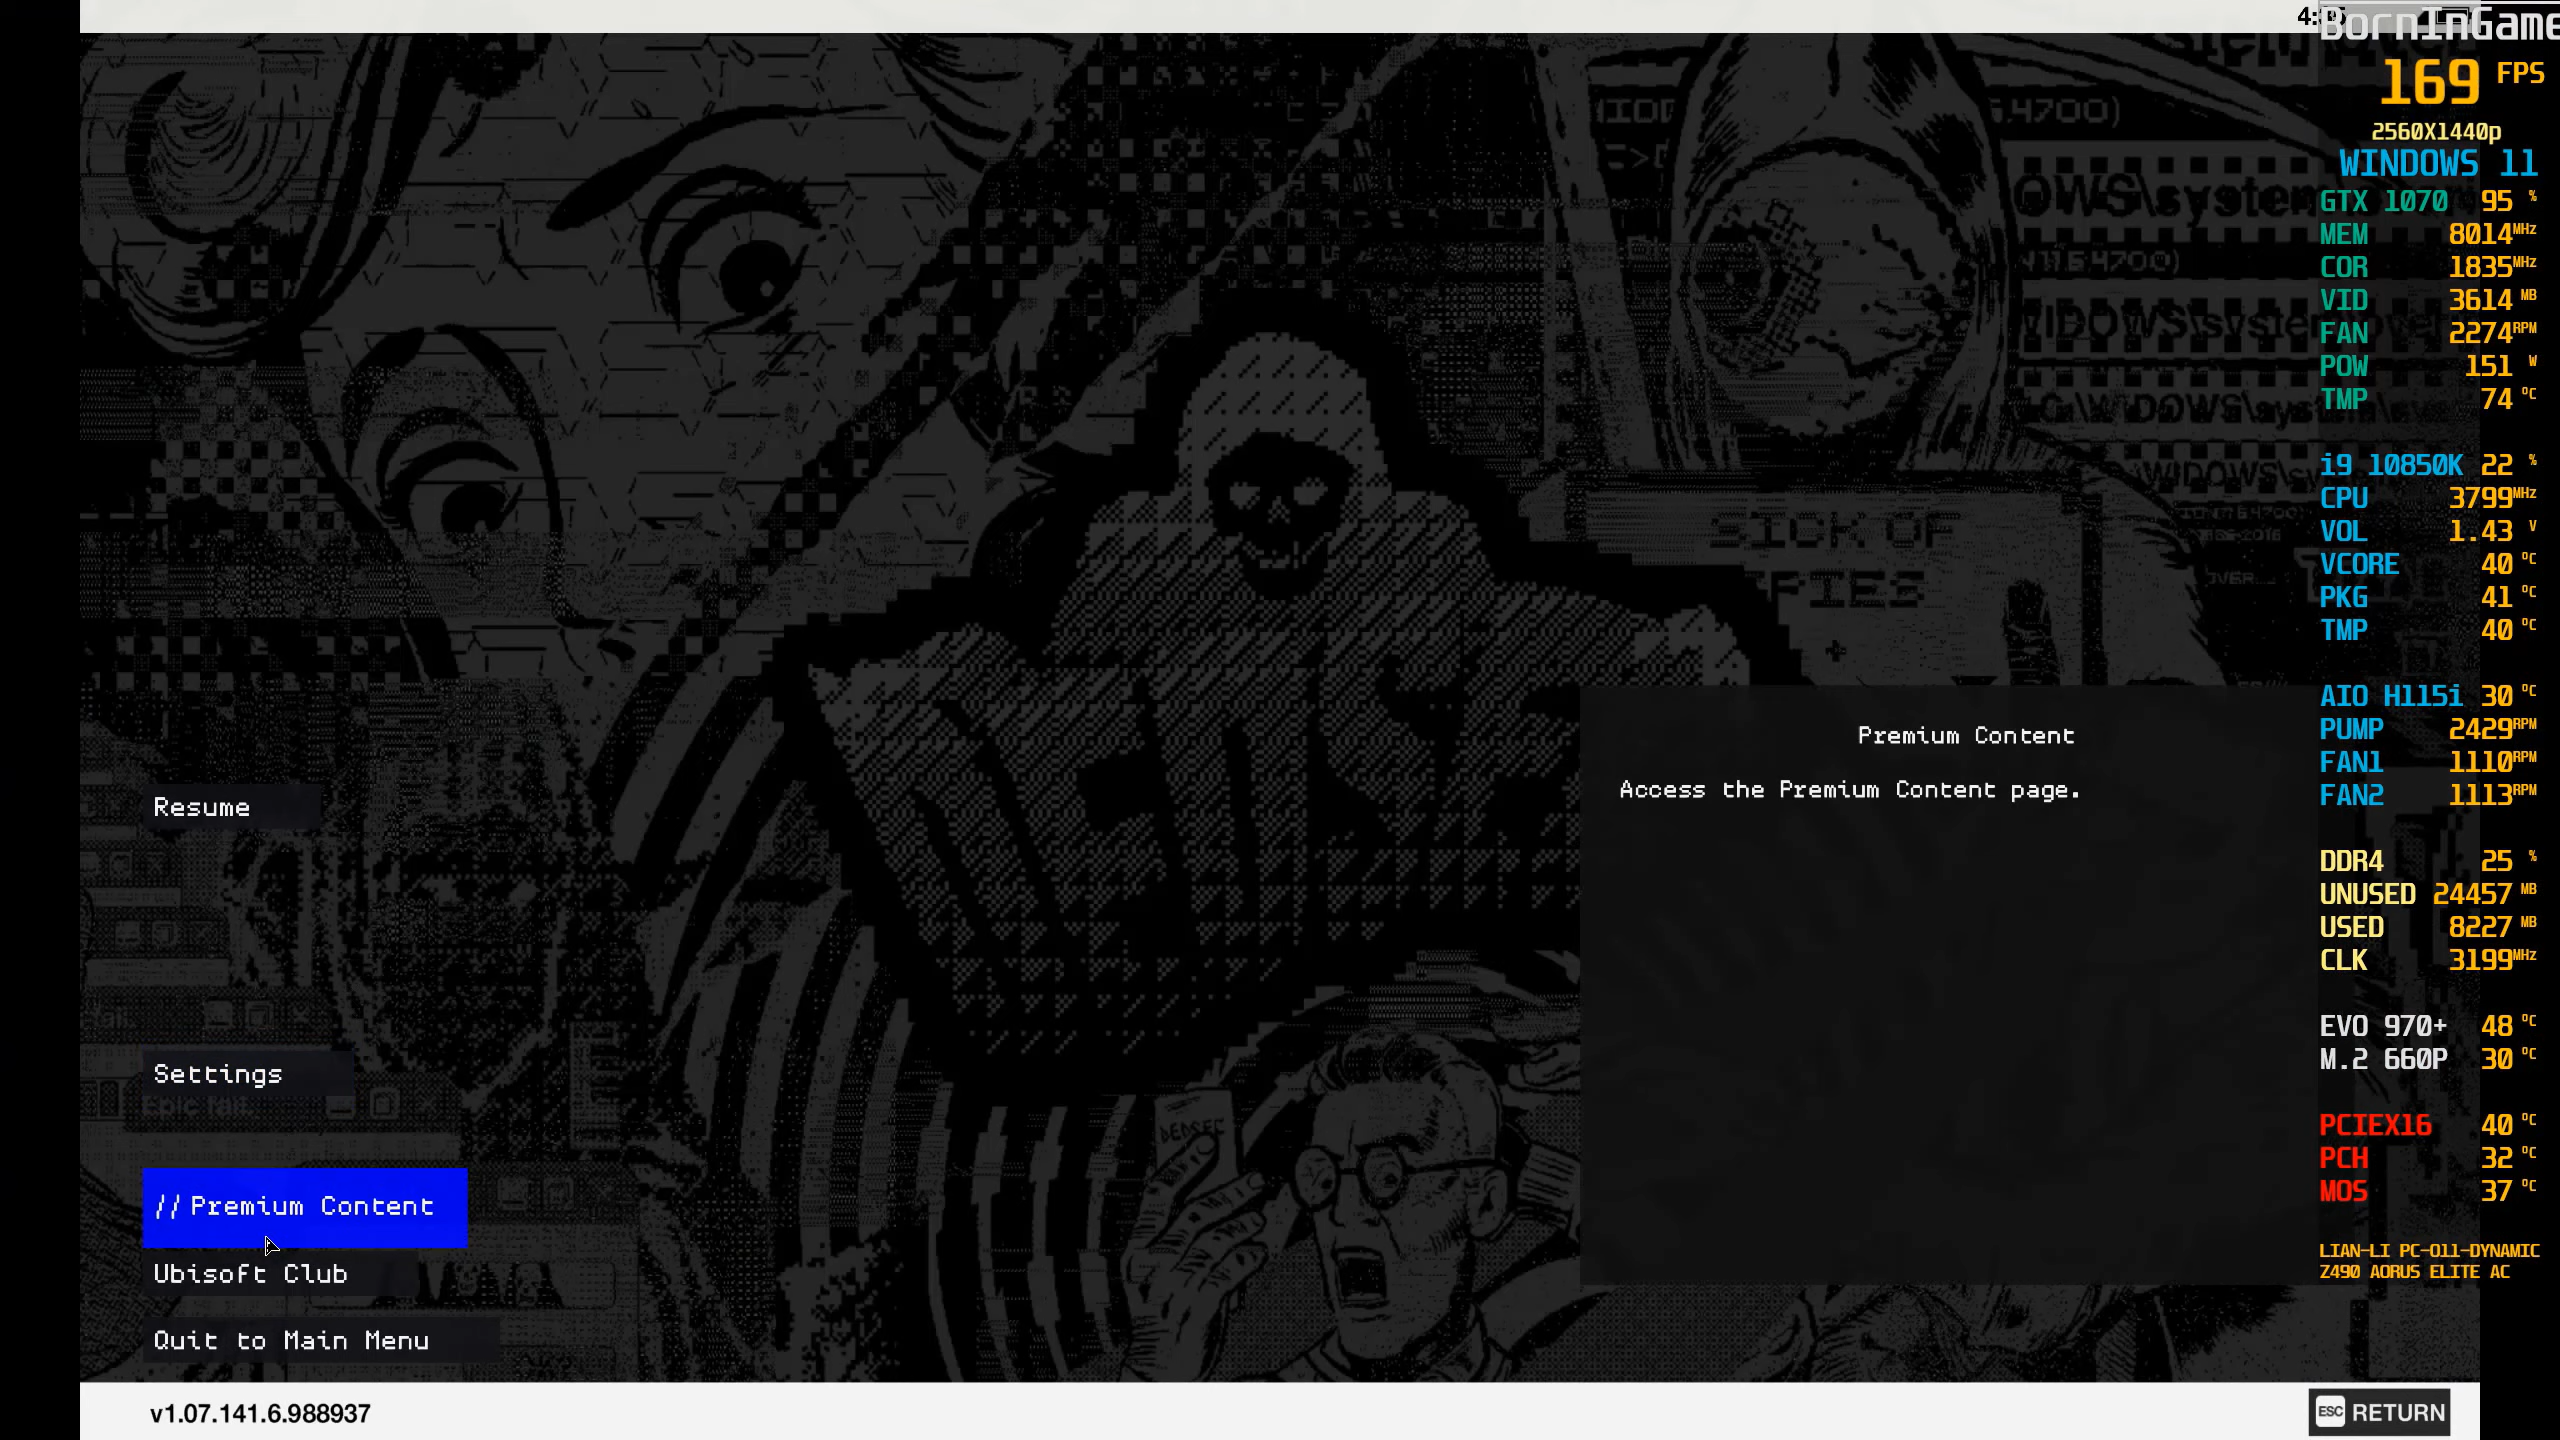 BornInGame
169 FPS
2560X1440p
WINDOWS 11
GTX 1070 95 %
MEM 8014 MHz
COR 1835 MHz
VID 3614 MB
FAN 2274 RPM
POW 151 W
TMP 74 °C
i9 10850K 22 %
CPU 3799 MHz
VOL 1.43 V
VCORE 40 °C
PKG 41 °C
TMP 40 °C
AIO H115i 30 °C
PUMP 2429 RPM
FAN1 1110 RPM
FAN2 1113 RPM
DDR4 25 %
UNUSED 24457 MB
USED 8227 MB
CLK 3199 MHz
EVO 970+ 48 °C
M.2 660P 30 °C
PCIEX16 40 °C
PCH 32 °C
MOS 37 °C
LIAN-LI PC-O11-DYNAMIC
Z490 AORUS ELITE AC
SICK OF
DEDSEC
Premium Content
Access the Premium Content page.
Resume
Settings
Epic fail.
// Premium Content
Ubisoft Club
Quit to Main Menu
v1.07.141.6.988937
ESC RETURN